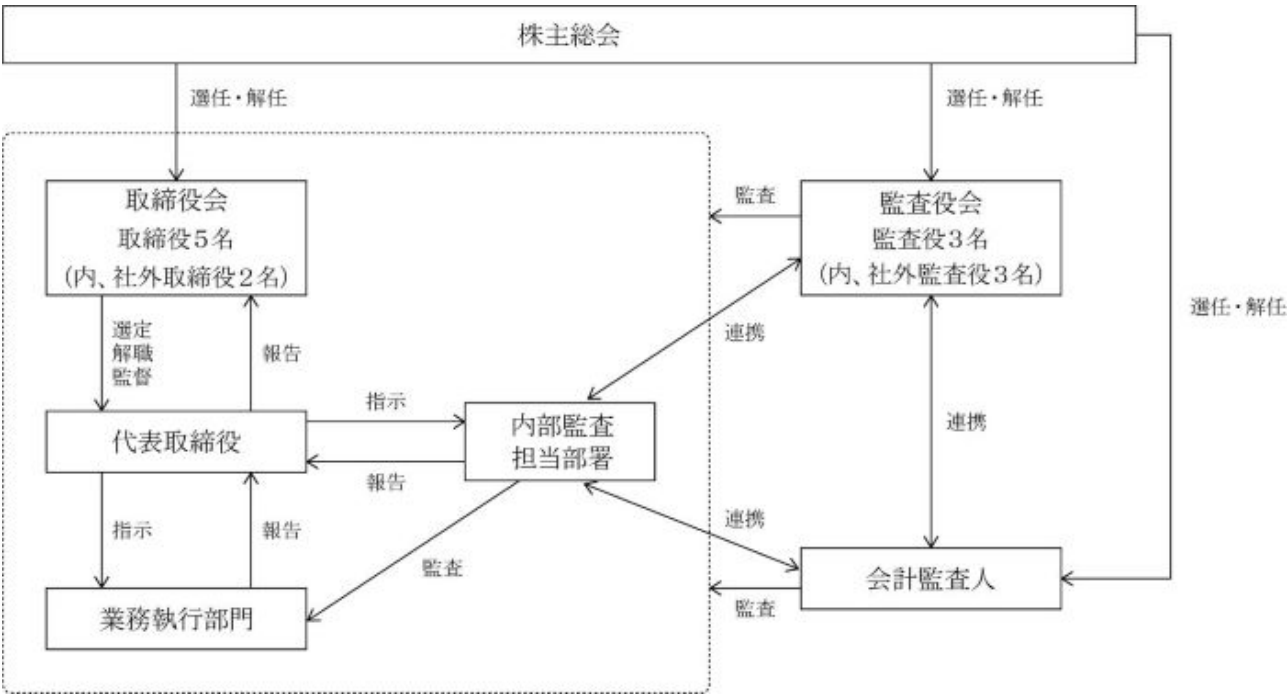 株主総会
選任・解任
選任・解任
取締役会
取締役5名
(内、社外取締役2名)
監査
監査役会
監査役3名
(内、社外監査役3名)
選任・解任
選定
解職
監督
報告
連携
代表取締役
指示
報告
内部監査
担当部署
連携
指示
報告
監査
連携
業務執行部門
監査
会計監査人